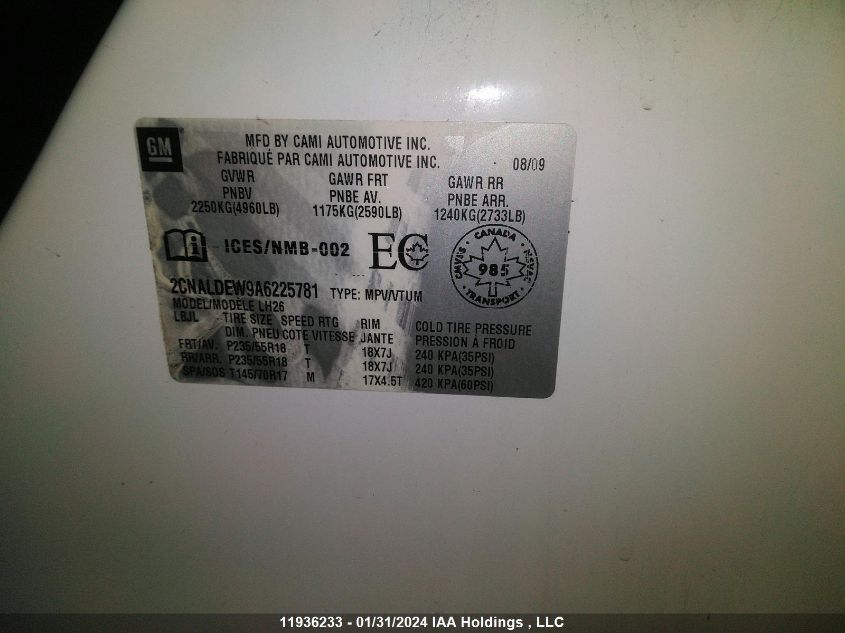 GM
MFD BY CAMI AUTOMOTIVE INC.
FABRIQUÉ PAR CAMI AUTOMOTIVE INC.
08/09
GVWR GAWR FRT GAWR RR
PNBV PNBE AV. PNBE ARR.
2250KG(4960LB) 1175KG(2590LB) 1240KG(2733LB)
ICES/NMB-002 EC
CANADA
985
TRANSPORT
2CNALDEW9A6225781 TYPE: MPV/VTUM
MODEL/MODÈLE LH26
LBJL TIRE SIZE SPEED RTG RIM COLD TIRE PRESSURE
DIM. PNEU COTE VITESSE JANTE PRESSION À FROID
FRT/AV. P235/55R18 T 18X7J 240 KPA(35PSI)
RR/ARR. P235/55R18 T 18X7J 240 KPA(35PSI)
SPA/SOS T145/70R17 M 17X4.5T 420 KPA(60PSI)
11936233 - 01/31/2024 IAA Holdings , LLC